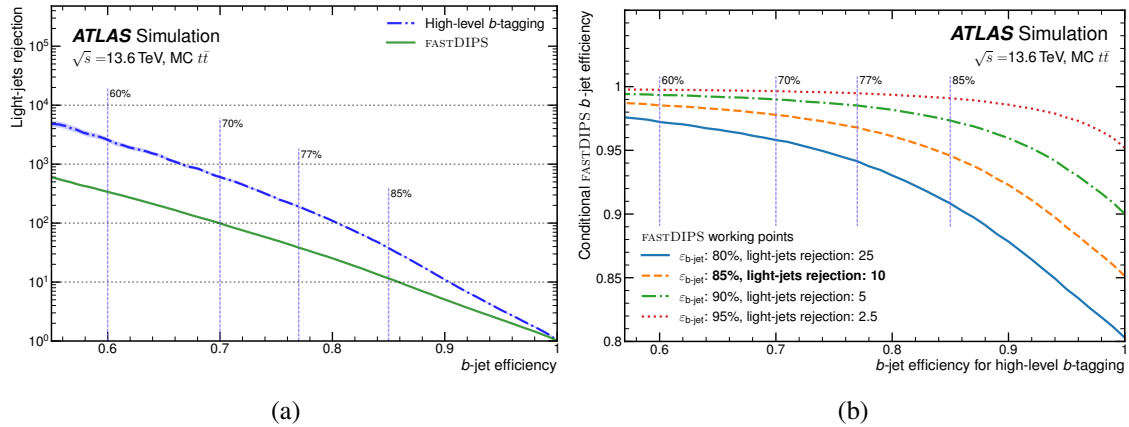 ATLAS Simulation
√s =13.6 TeV, MC tt̄
High-level b-tagging
FASTDIPS
Light-jets rejection
10⁵
10⁴
10³
10²
10¹
10⁰
60%
70%
77%
85%
0.6 0.7 0.8 0.9 1
b-jet efficiency
(a)
ATLAS Simulation
√s =13.6 TeV, MC tt̄
Conditional FASTDIPS b-jet efficiency
1
0.95
0.9
0.85
0.8
60%
70%
77%
85%
FASTDIPS working points
εb-jet: 80%, light-jets rejection: 25
εb-jet: 85%, light-jets rejection: 10
εb-jet: 90%, light-jets rejection: 5
εb-jet: 95%, light-jets rejection: 2.5
0.6 0.7 0.8 0.9 1
b-jet efficiency for high-level b-tagging
(b)